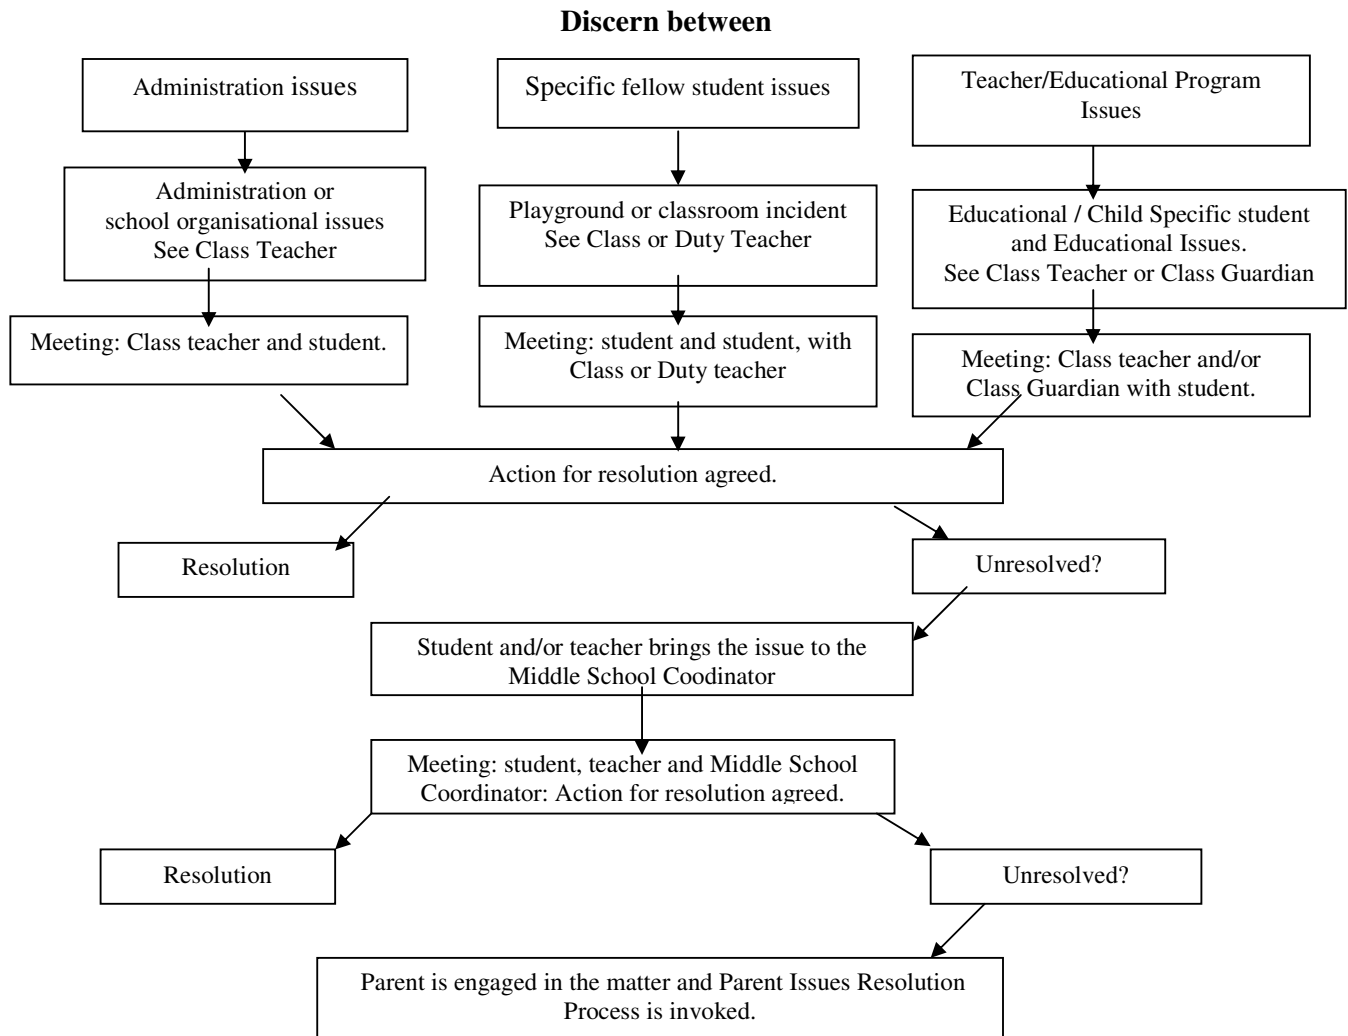 Discern between
Administration issues
Specific fellow student issues
Teacher/Educational Program
Issues
Administration or
school organisational issues
See Class Teacher
Playground or classroom incident
See Class or Duty Teacher
Educational / Child Specific student
and Educational Issues.
See Class Teacher or Class Guardian
Meeting: Class teacher and student.
Meeting: student and student, with
Class or Duty teacher
Meeting: Class teacher and/or
Class Guardian with student.
Action for resolution agreed.
Resolution
Unresolved?
Student and/or teacher brings the issue to the
Middle School Coodinator
Meeting: student, teacher and Middle School
Coordinator: Action for resolution agreed.
Resolution
Unresolved?
Parent is engaged in the matter and Parent Issues Resolution
Process is invoked.